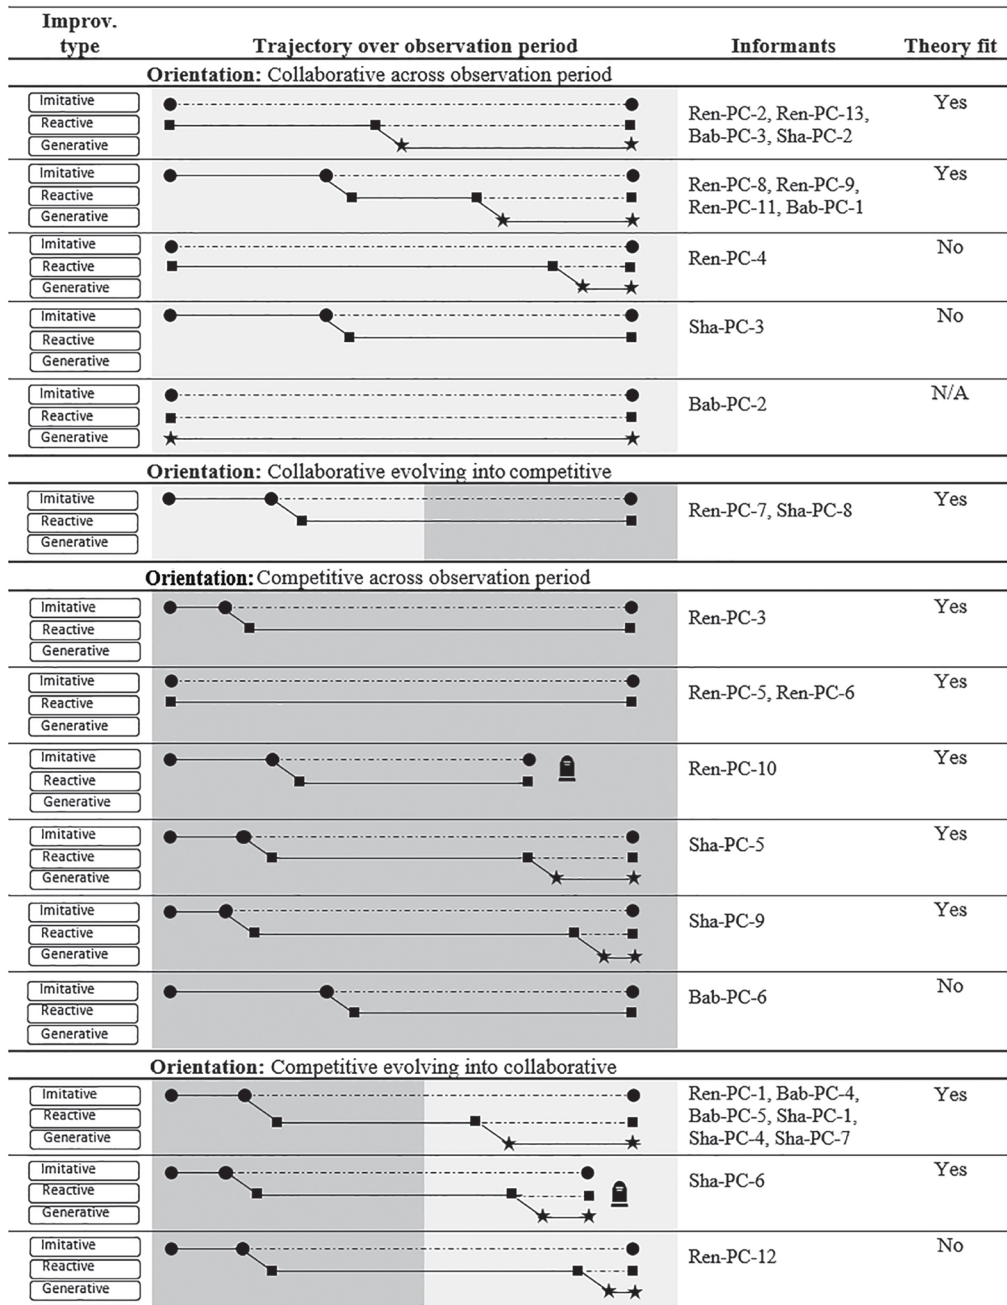 Improv.
type Trajectory over observation period Informants Theory fit
Orientation: Collaborative across observation period
Imitative Yes
Reactive Ren-PC-2, Ren-PC-13,
Generative Bab-PC-3, Sha-PC-2
Imitative Yes
Reactive Ren-PC-8, Ren-PC-9,
Generative Ren-PC-11, Bab-PC-1
Imitative No
Reactive Ren-PC-4
Generative
Imitative No
Reactive Sha-PC-3
Generative
Imitative N/A
Reactive Bab-PC-2
Generative
Orientation: Collaborative evolving into competitive
Imitative Yes
Reactive Ren-PC-7, Sha-PC-8
Generative
Orientation: Competitive across observation period
Imitative Yes
Reactive Ren-PC-3
Generative
Imitative Yes
Reactive Ren-PC-5, Ren-PC-6
Generative
Imitative Yes
Reactive Ren-PC-10
Generative
Imitative Yes
Reactive Sha-PC-5
Generative
Imitative Yes
Reactive Sha-PC-9
Generative
Imitative No
Reactive Bab-PC-6
Generative
Orientation: Competitive evolving into collaborative
Imitative Ren-PC-1, Bab-PC-4, Yes
Reactive Bab-PC-5, Sha-PC-1,
Generative Sha-PC-4, Sha-PC-7
Imitative Yes
Reactive Sha-PC-6
Generative
Imitative No
Reactive Ren-PC-12
Generative